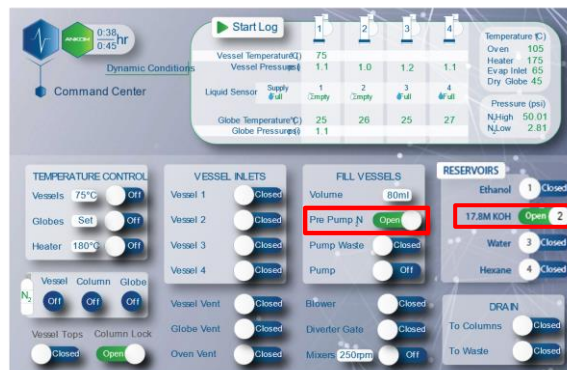 ANKOH
0:38
0:45 hr
Dynamic Conditions
Command Center
Start Log
1 2 3 4
Vessel Temperature(C) 75
Vessel Pressure(psi) 1.1 1.0 1.2 1.1
Liquid Sensor Supply Full 1 Empty 2 Empty 3 Full 4 Full
Globe Temperature(°C) 25 26 25 27
Globe Pressure(psi) 1.1
Temperature (°C)
Oven 105
Heater 175
Evap Inlet 65
Dry Globe 45
Pressure (psi)
N2High 50.01
N2Low 2.81
TEMPERATURE CONTROL
Vessels 75°C Off
Globes Set Off
Heater 180°C Off
N2
Vessel Column Globe
Off Off Off
Vessel Tops Column Lock
Closed Open
VESSEL INLETS
Vessel 1 Closed
Vessel 2 Closed
Vessel 3 Closed
Vessel 4 Closed
Vessel Vent Closed
Globe Vent Closed
Oven Vent Closed
FILL VESSELS
Volume 80ml
Pre Pump N2 Open
Pump Waste Closed
Pump Off
Blower Closed
Diverter Gate Closed
Mixers 250rpm Off
RESERVOIRS
Ethanol 1 Closed
17.8M KOH Open 2
Water 3 Closed
Hexane 4 Closed
DRAIN
To Columns Closed
To Waste Closed